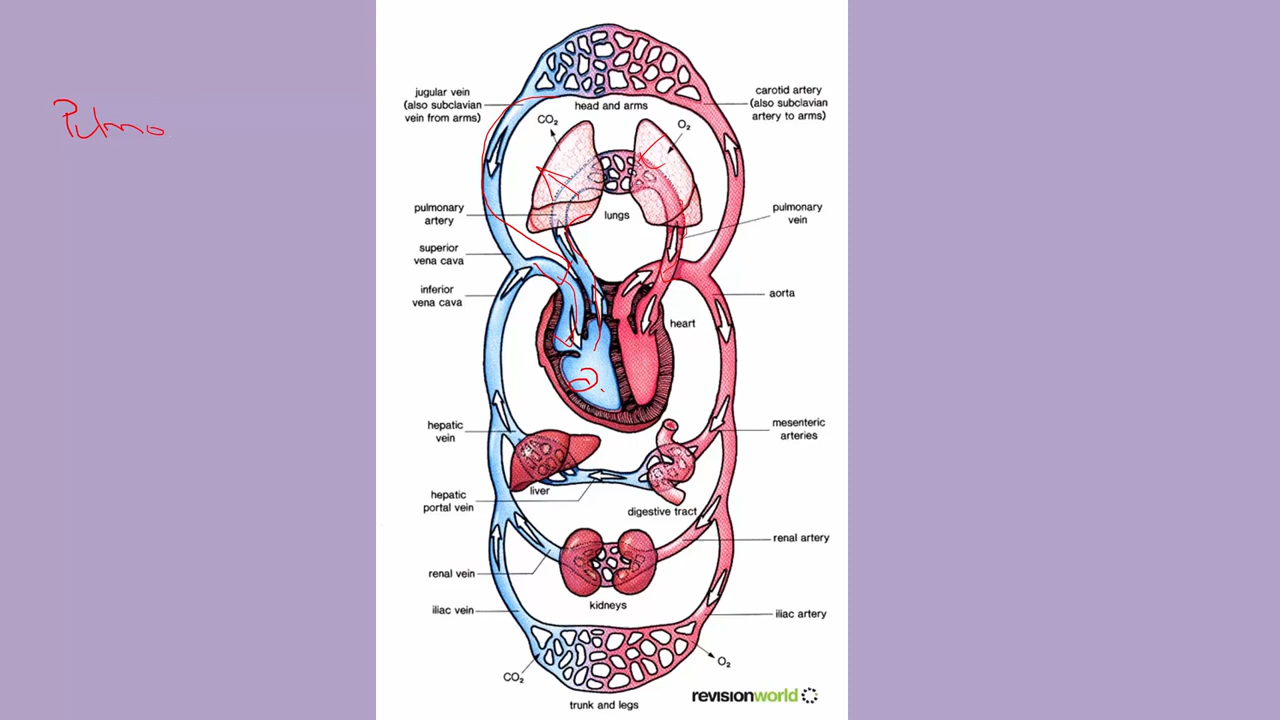 Pulmo
jugular vein
(also subclavian
vein from arms)
head and arms
carotid artery
(also subclavian
artery to arms)
CO₂
O₂
pulmonary
artery
lungs
pulmonary
vein
superior
vena cava
inferior
vena cava
aorta
heart
hepatic
vein
mesenteric
arteries
liver
hepatic
portal vein
digestive tract
renal artery
renal vein
kidneys
iliac vein
iliac artery
CO₂
O₂
revisionworld
trunk and legs